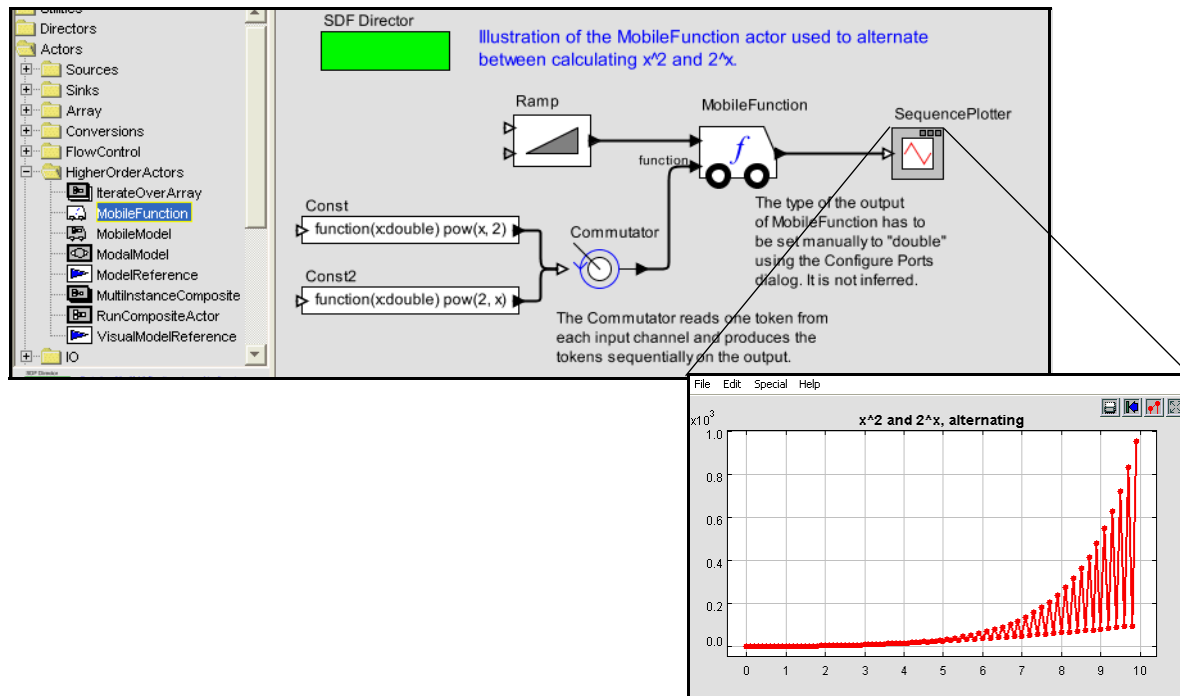 Utilities
Directors
Actors
Sources
Sinks
Array
Conversions
FlowControl
HigherOrderActors
IterateOverArray
MobileFunction
MobileModel
ModalModel
ModelReference
MultiInstanceComposite
RunCompositeActor
VisualModelReference
IO
SDF Director
SDF Director
Illustration of the MobileFunction actor used to alternate
between calculating x^2 and 2^x.
Ramp
MobileFunction
SequencePlotter
function
f
Const
function(x:double) pow(x, 2)
Commutator
Const2
function(x:double) pow(2, x)
The type of the output
of MobileFunction has to
be set manually to "double"
using the Configure Ports
dialog. It is not inferred.
The Commutator reads one token from
each input channel and produces the
tokens sequentially on the output.
File Edit Special Help
x10^3
x^2 and 2^x, alternating
1.0
0.8
0.6
0.4
0.2
0.0
0 1 2 3 4 5 6 7 8 9 10